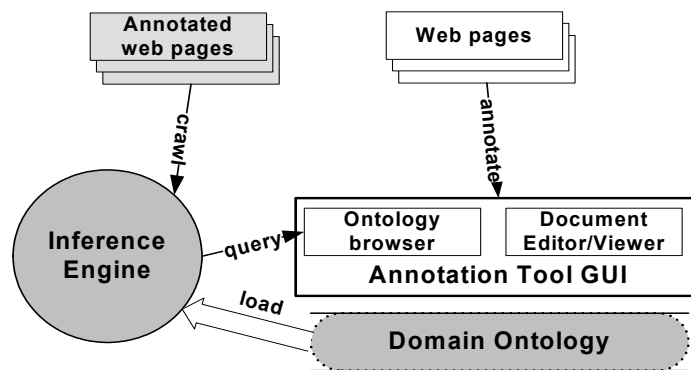 Annotated
web pages
Web pages
crawl
annotate
Inference
Engine
query
Ontology
browser
Document
Editor/Viewer
Annotation Tool GUI
load
Domain Ontology